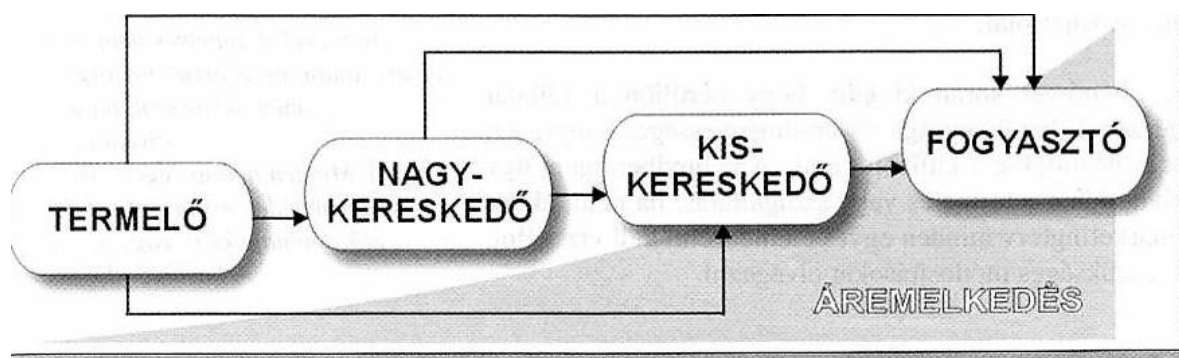 TERMELŐ
NAGY-
KERESKEDŐ
KIS-
KERESKEDŐ
FOGYASZTÓ
ÁREMELKEDÉS